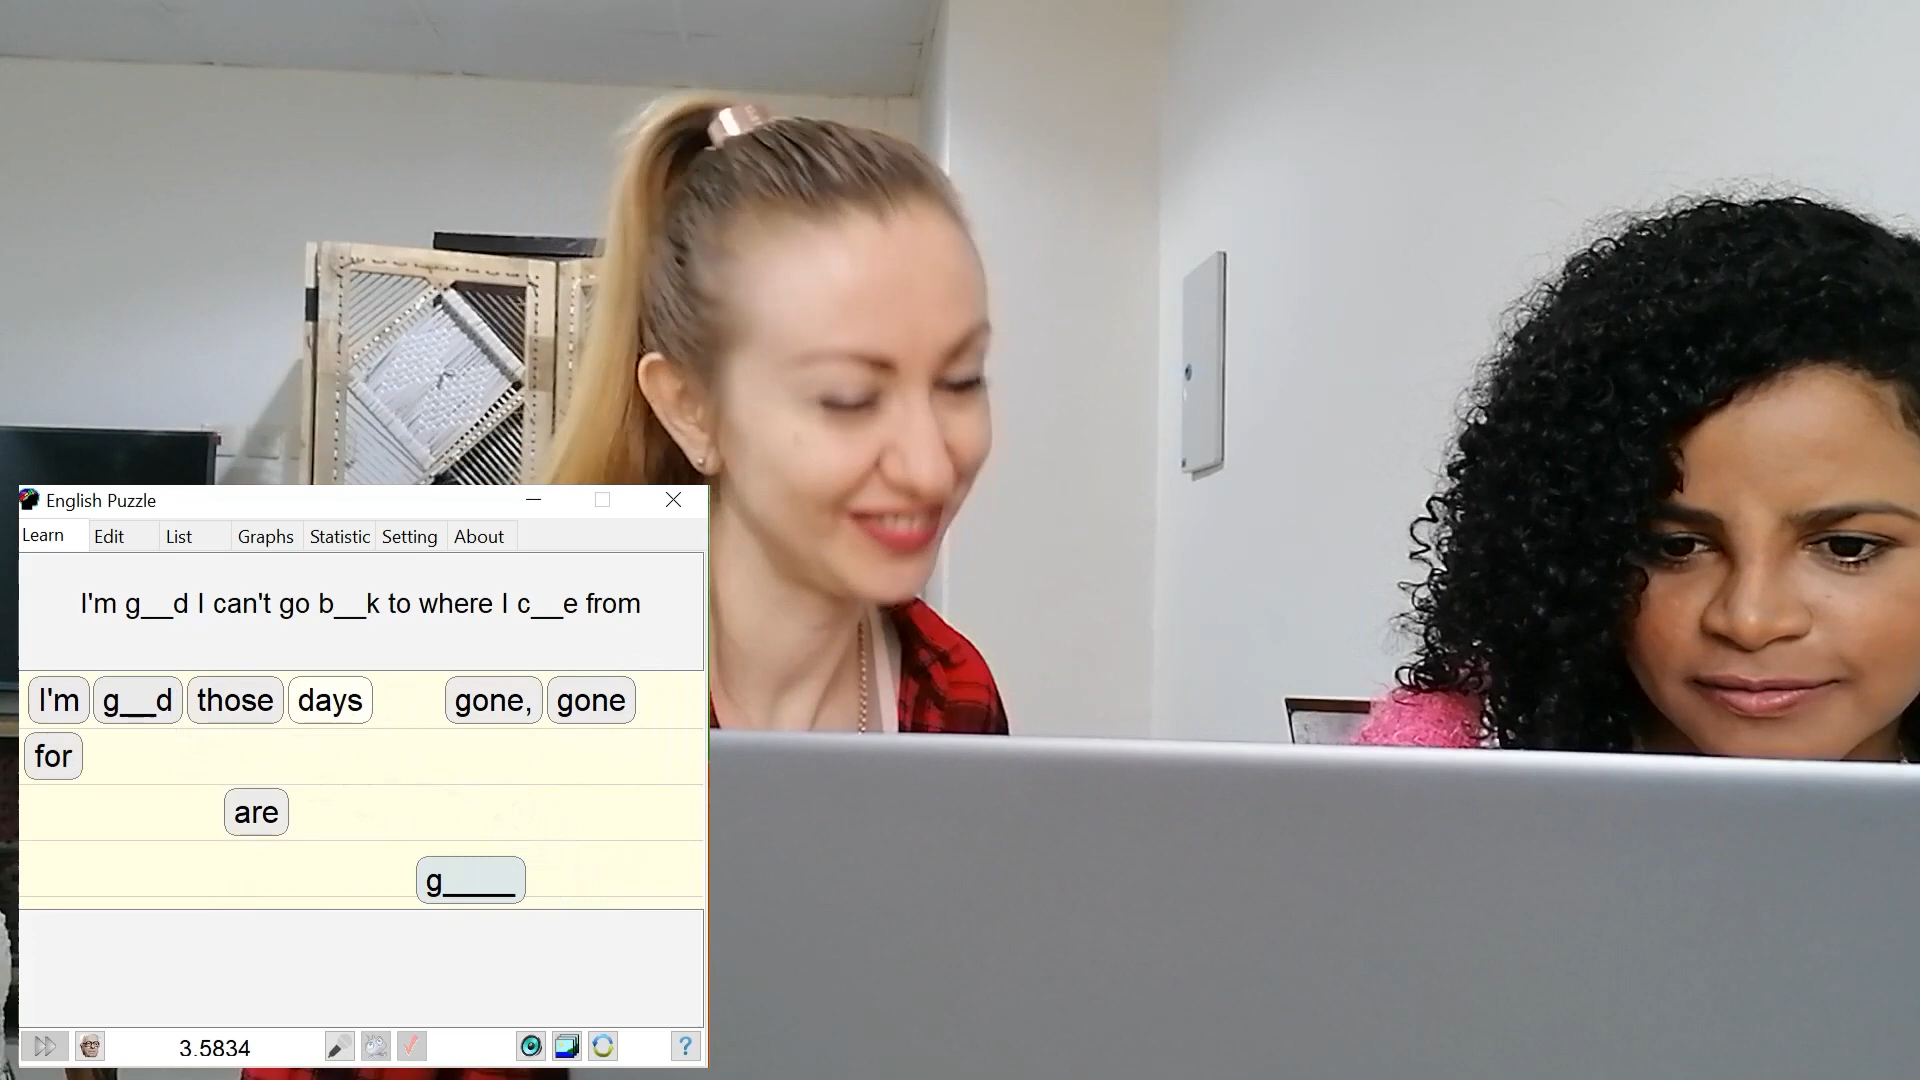 English Puzzle
Learn Edit List Graphs Statistic Setting About
I'm g__d I can't go b__k to where I c__e from
I'm g__d those days gone, gone
for
are
g_____
3.5834
?